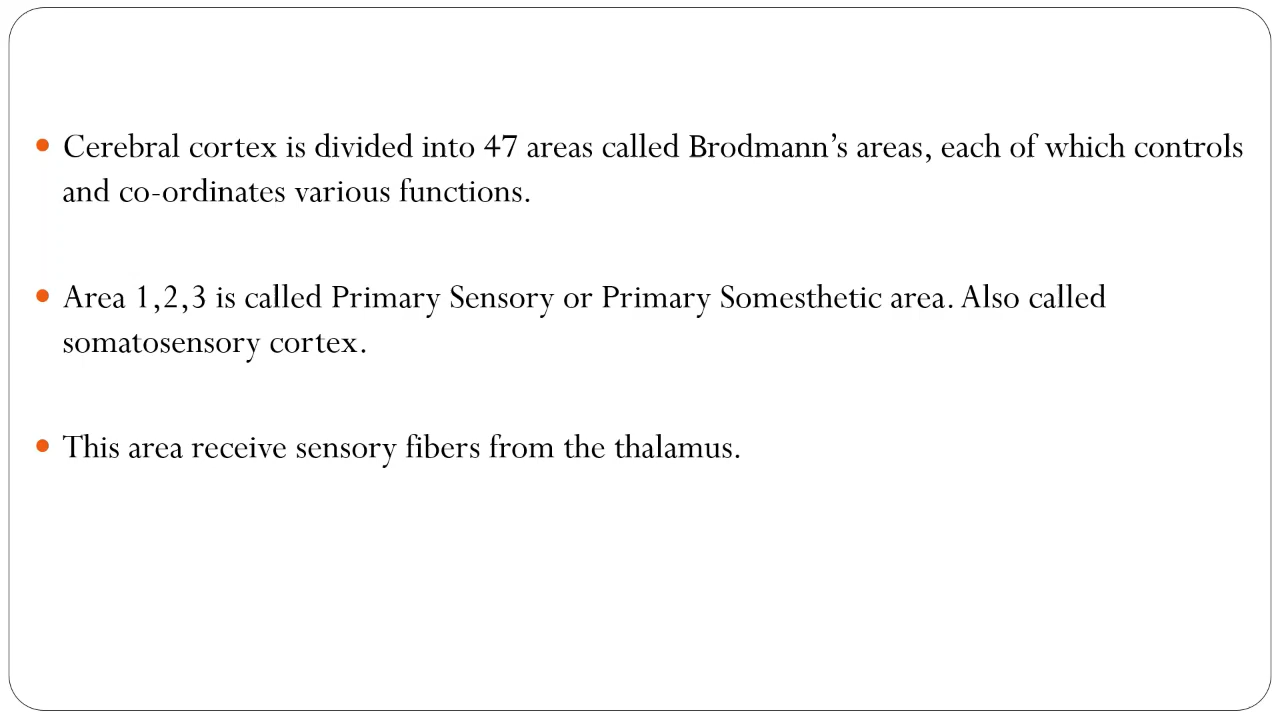 Cerebral cortex is divided into 47 areas called Brodmann’s areas, each of which controls
and co-ordinates various functions.
Area 1,2,3 is called Primary Sensory or Primary Somesthetic area. Also called
somatosensory cortex.
This area receive sensory fibers from the thalamus.